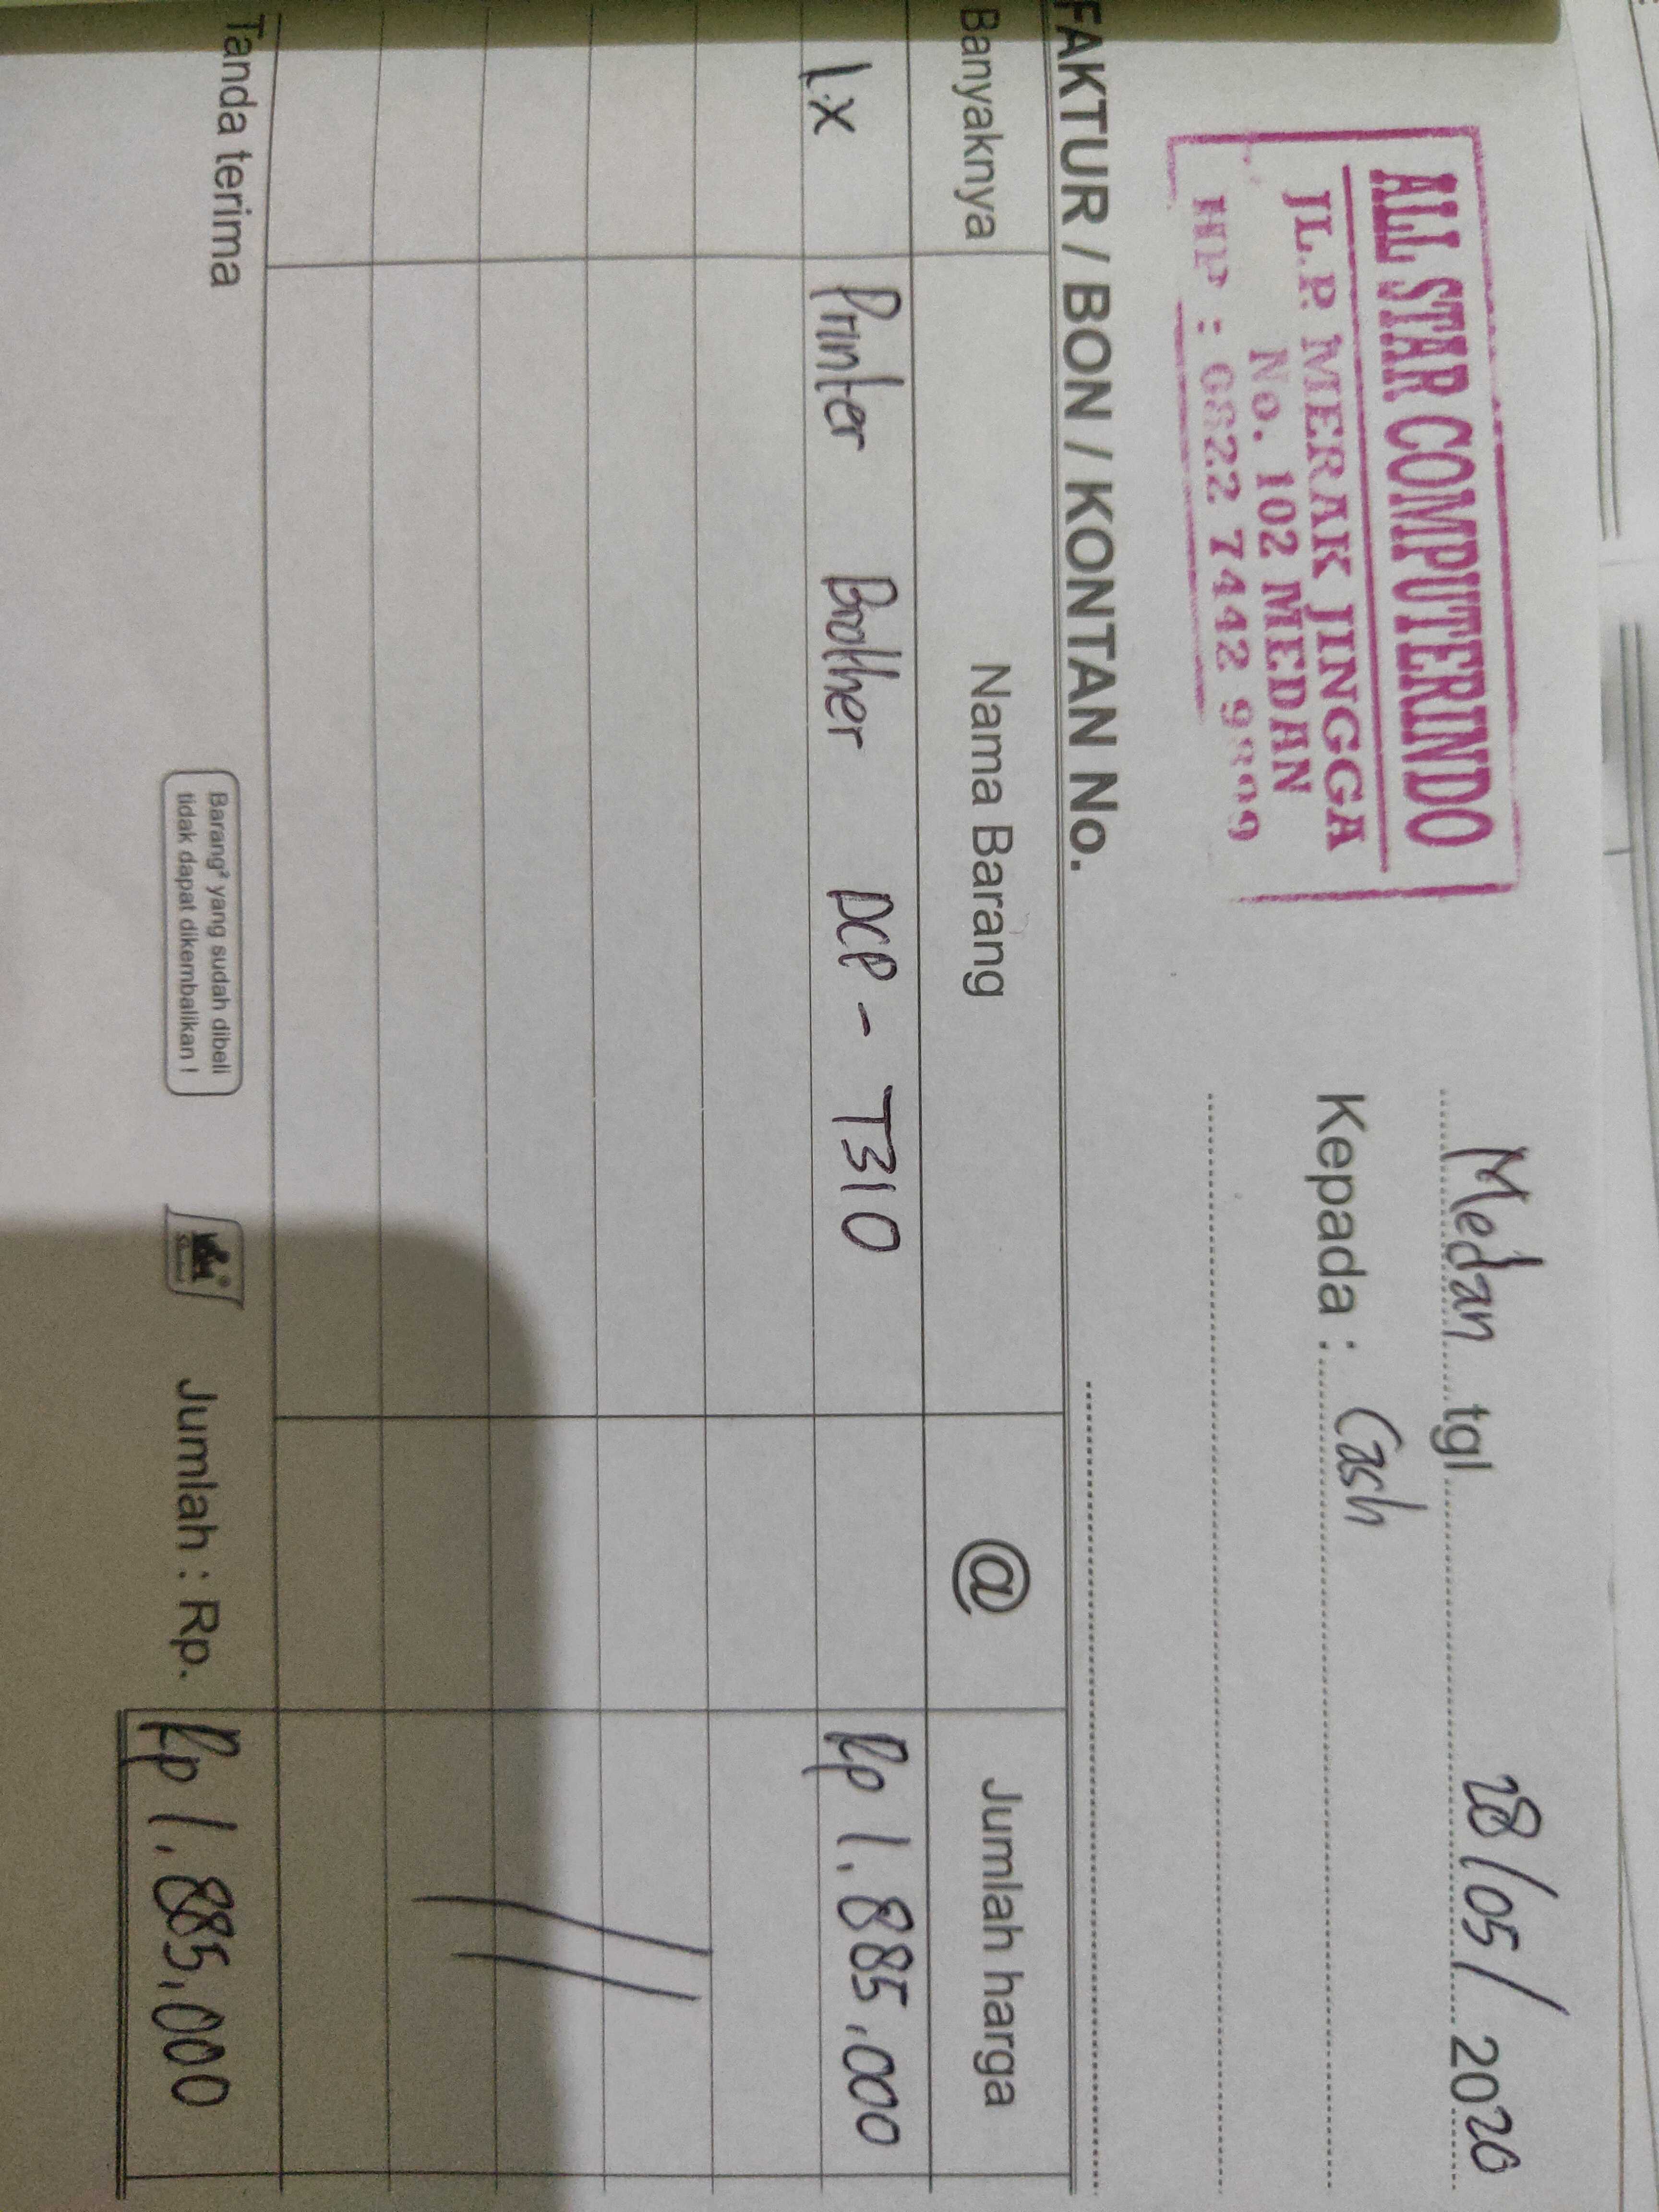 ALL STAR COMPUTERINDO
JL.P. MERAK JINGGA
No. 102 MEDAN
HP : 0822 7442 9
Medan tgl. 28/05/2020
Kepada : Cash
FAKTUR / BON / KONTAN No.
Banyaknya Nama Barang @ Jumlah harga
1x Printer Brother DCP - T310 Rp 1.885.000
Tanda terima
Barang² yang sudah dibeli
tidak dapat dikembalikan !
Jumlah : Rp. Rp 1.885.000